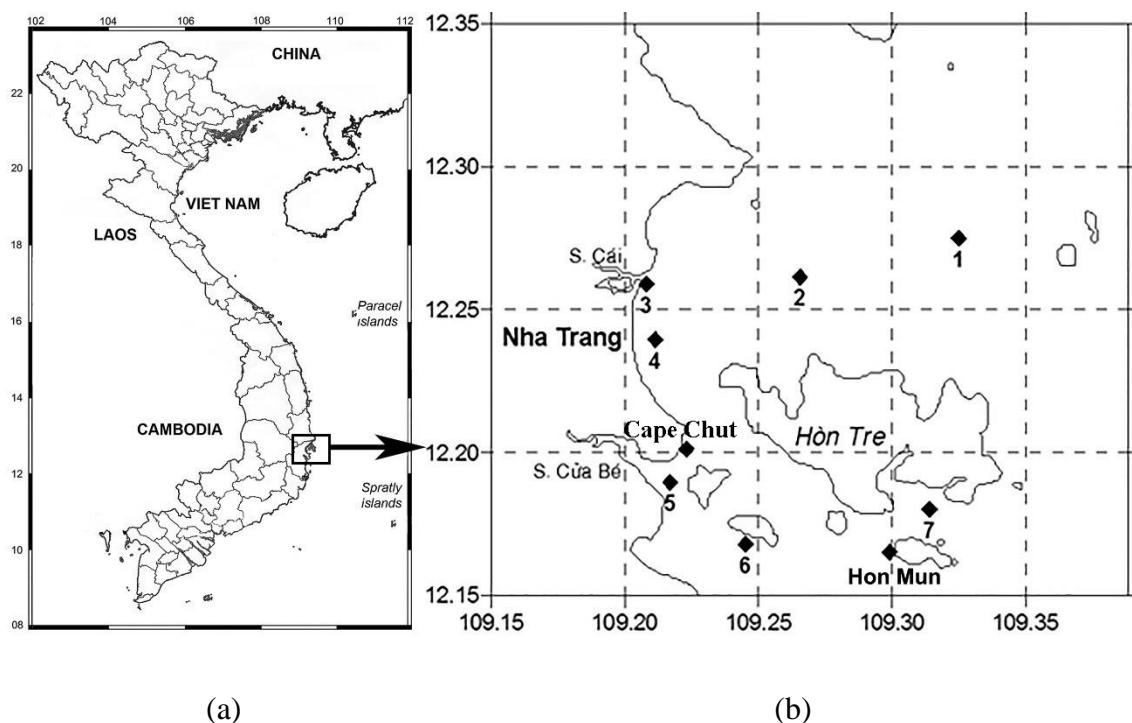 102 104 106 108 110 112
CHINA
22
20
VIET NAM
LAOS
18
Paracel
islands
16
14
CAMBODIA
12
Spratly
islands
10
08
12.35
12.30
S. Cái
1
2
3
12.25
Nha Trang
4
Cape Chut
Hòn Tre
12.20
S. Cửa Bé
5
7
6
Hon Mun
12.15
109.15 109.20 109.25 109.30 109.35
(a) (b)